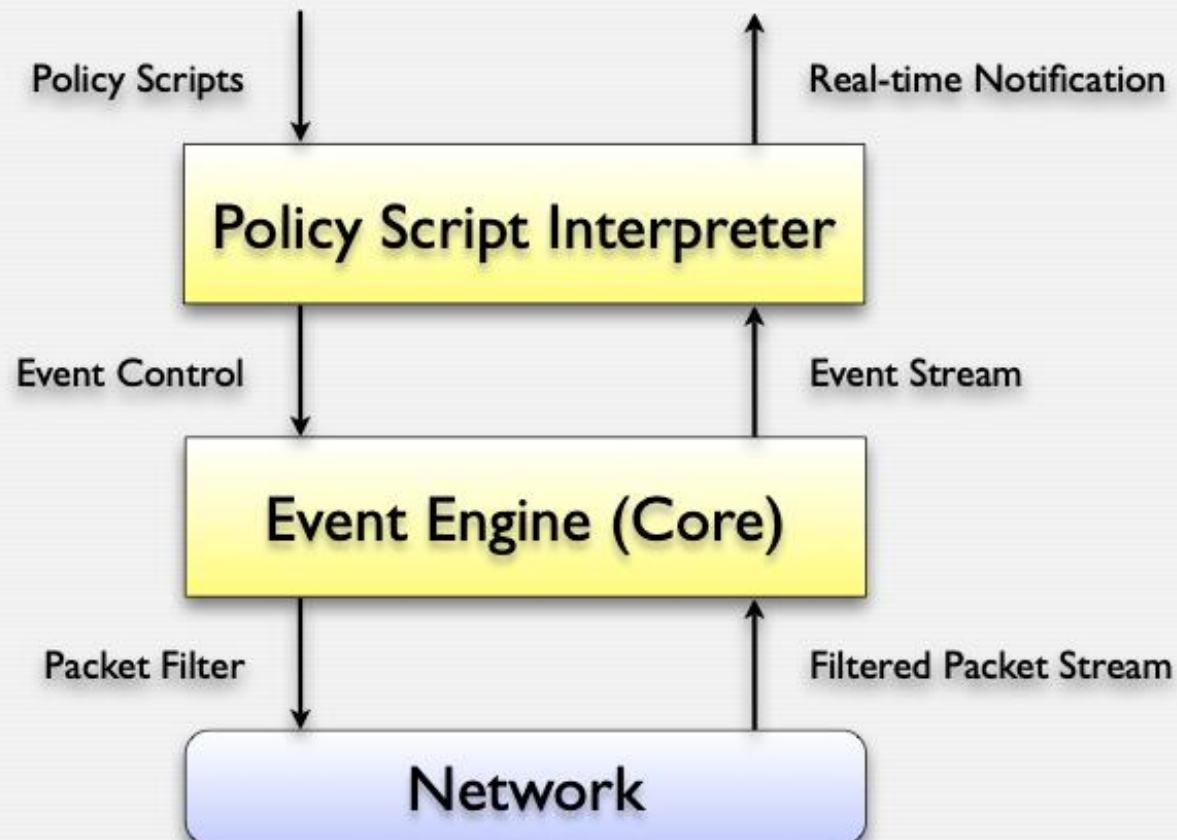 Policy Scripts
Real-time Notification
Policy Script Interpreter
Event Control
Event Stream
Event Engine (Core)
Packet Filter
Filtered Packet Stream
Network